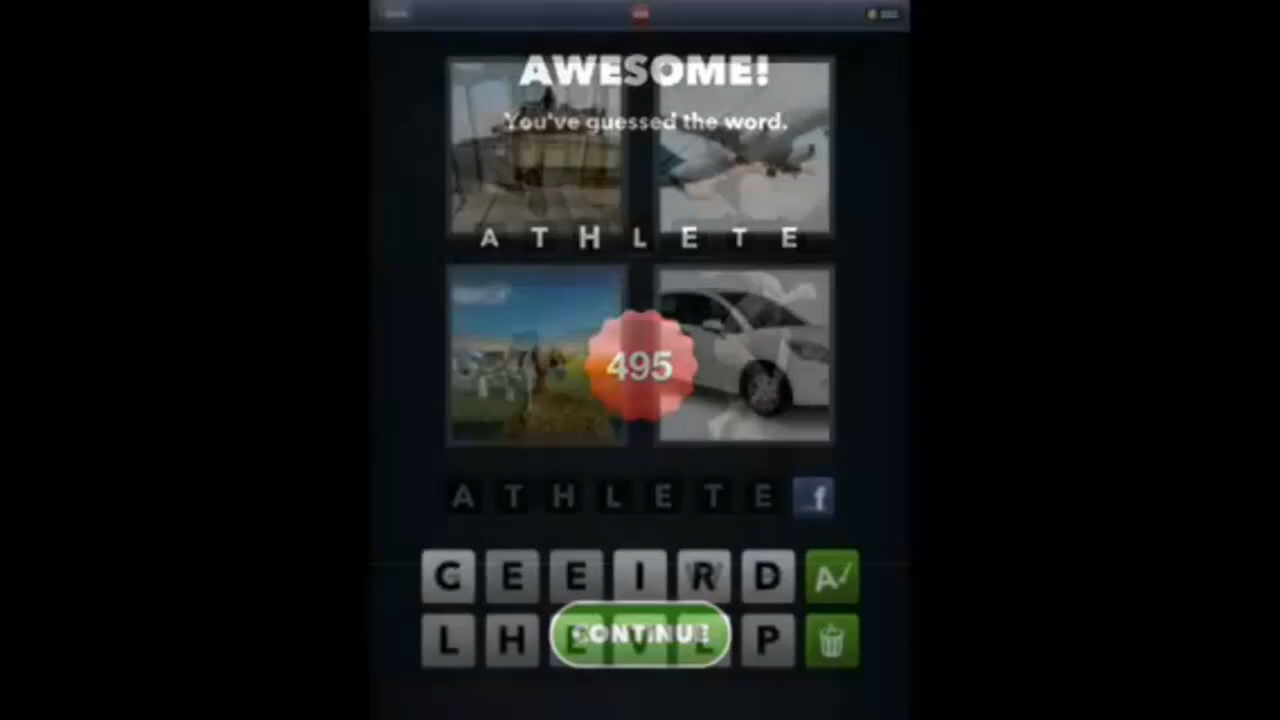 AWESOME!
You've guessed the word.
A T H L E T E
495
A T H L E T E f
C E E I R D A
L H E V L P
CONTINUE